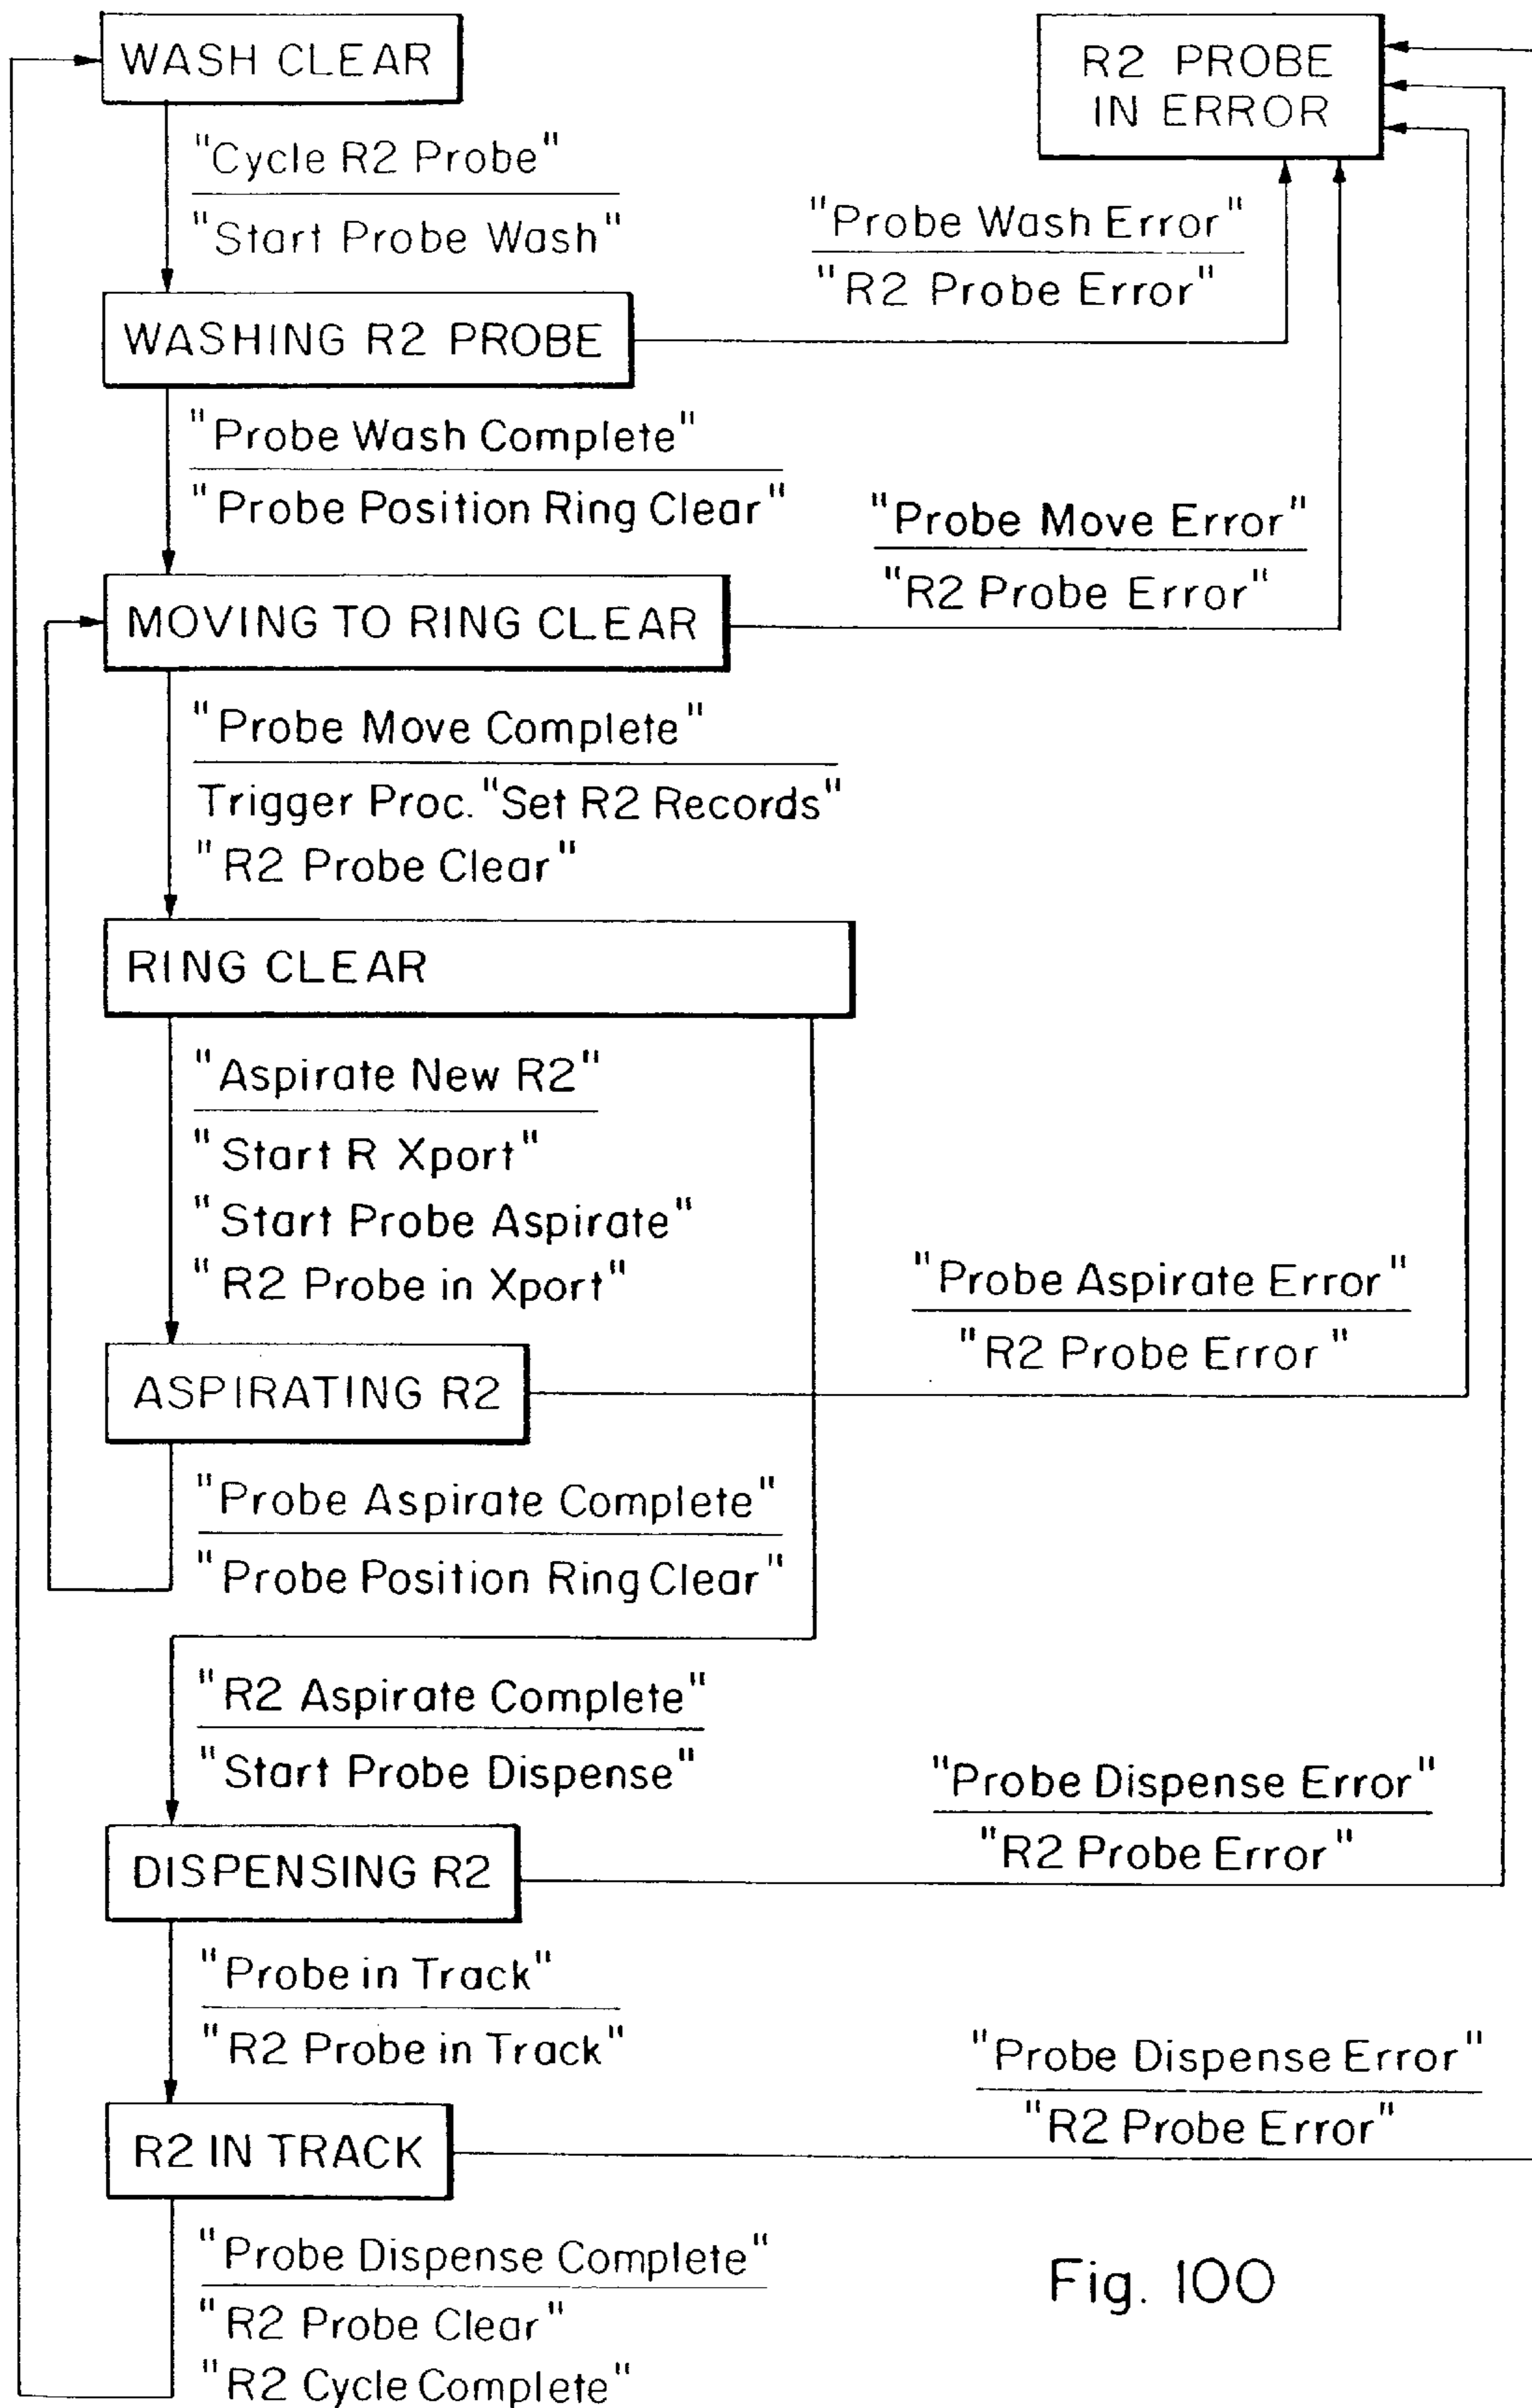 WASH CLEAR
R2 PROBE
IN ERROR
"Cycle R2 Probe"
"Start Probe Wash"
"Probe Wash Error"
"R2 Probe Error"
WASHING R2 PROBE
"Probe Wash Complete"
"Probe Position Ring Clear"
"Probe Move Error"
"R2 Probe Error"
MOVING TO RING CLEAR
"Probe Move Complete"
Trigger Proc. "Set R2 Records"
"R2 Probe Clear"
RING CLEAR
"Aspirate New R2"
"Start R Xport"
"Start Probe Aspirate"
"R2 Probe in Xport"
"Probe Aspirate Error"
"R2 Probe Error"
ASPIRATING R2
"Probe Aspirate Complete"
"Probe Position Ring Clear"
"R2 Aspirate Complete"
"Start Probe Dispense"
"Probe Dispense Error"
"R2 Probe Error"
DISPENSING R2
"Probe in Track"
"R2 Probe in Track"
"Probe Dispense Error"
"R2 Probe Error"
R2 IN TRACK
"Probe Dispense Complete"
"R2 Probe Clear"
"R2 Cycle Complete"
Fig. 100